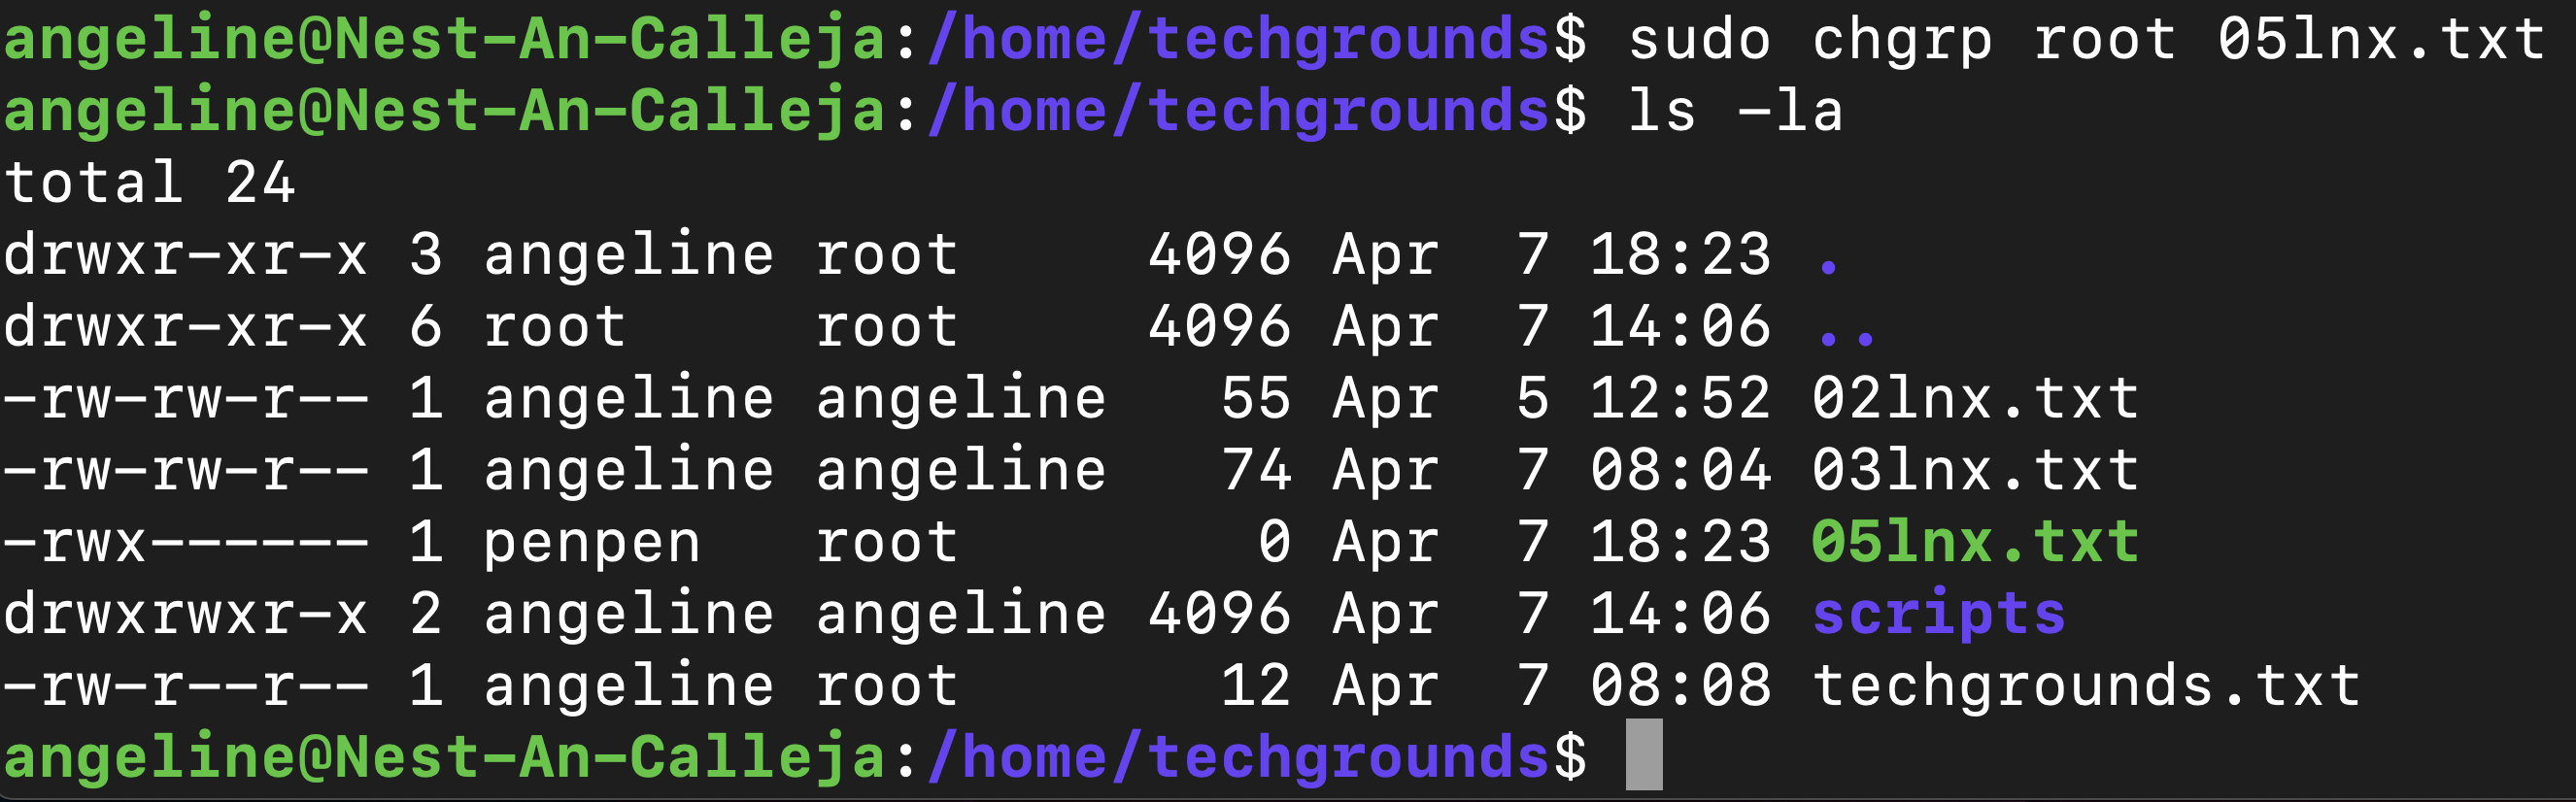 angeline@Nest-An-Calleja:/home/techgrounds$ sudo chgrp root 05lnx.txt
angeline@Nest-An-Calleja:/home/techgrounds$ ls -la
total 24
drwxr-xr-x 3 angeline root     4096 Apr  7 18:23 .
drwxr-xr-x 6 root     root     4096 Apr  7 14:06 ..
-rw-rw-r-- 1 angeline angeline   55 Apr  5 12:52 02lnx.txt
-rw-rw-r-- 1 angeline angeline   74 Apr  7 08:04 03lnx.txt
-rwx------ 1 penpen   root        0 Apr  7 18:23 05lnx.txt
drwxrwxr-x 2 angeline angeline 4096 Apr  7 14:06 scripts
-rw-r--r-- 1 angeline root       12 Apr  7 08:08 techgrounds.txt
angeline@Nest-An-Calleja:/home/techgrounds$